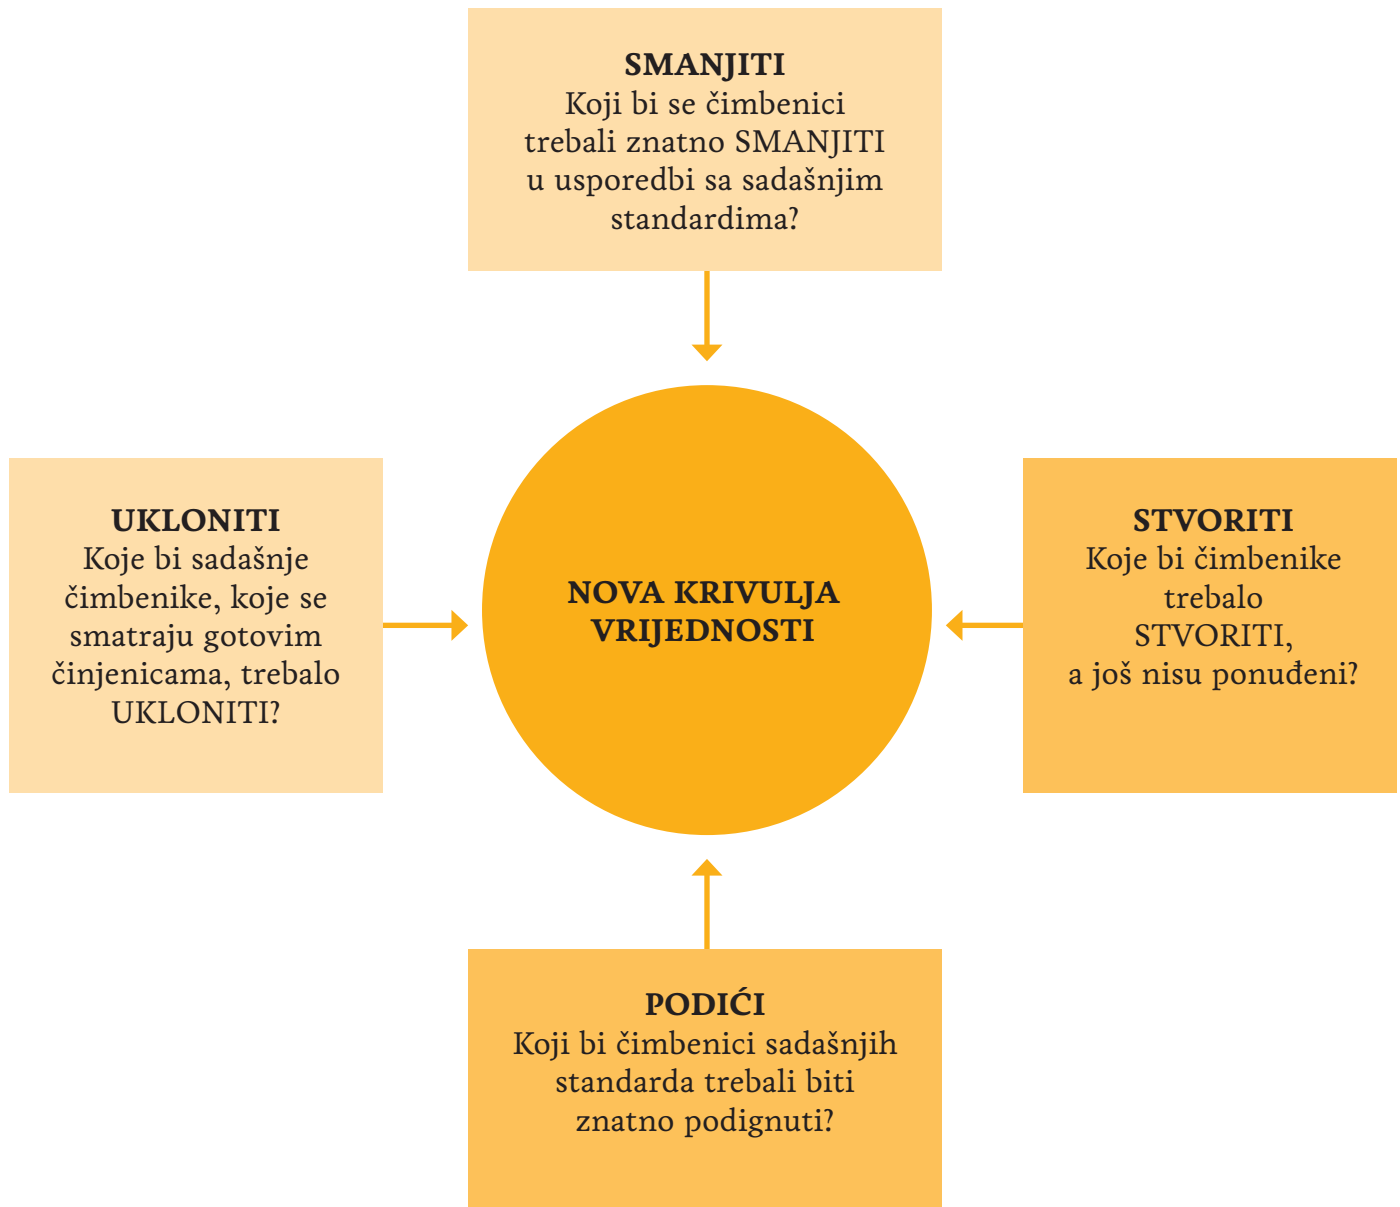 SMANJITI
Koji bi se čimbenici
trebali znatno SMANJITI
u usporedbi sa sadašnjim
standardima?
UKLONITI
Koje bi sadašnje
čimbenike, koje se
smatraju gotovim
činjenicama, trebalo
UKLONITI?
NOVA KRIVULJA
VRIJEDNOSTI
STVORITI
Koje bi čimbenike
trebalo
STVORITI,
a još nisu ponuđeni?
PODIĆI
Koji bi čimbenici sadašnjih
standarda trebali biti
znatno podignuti?